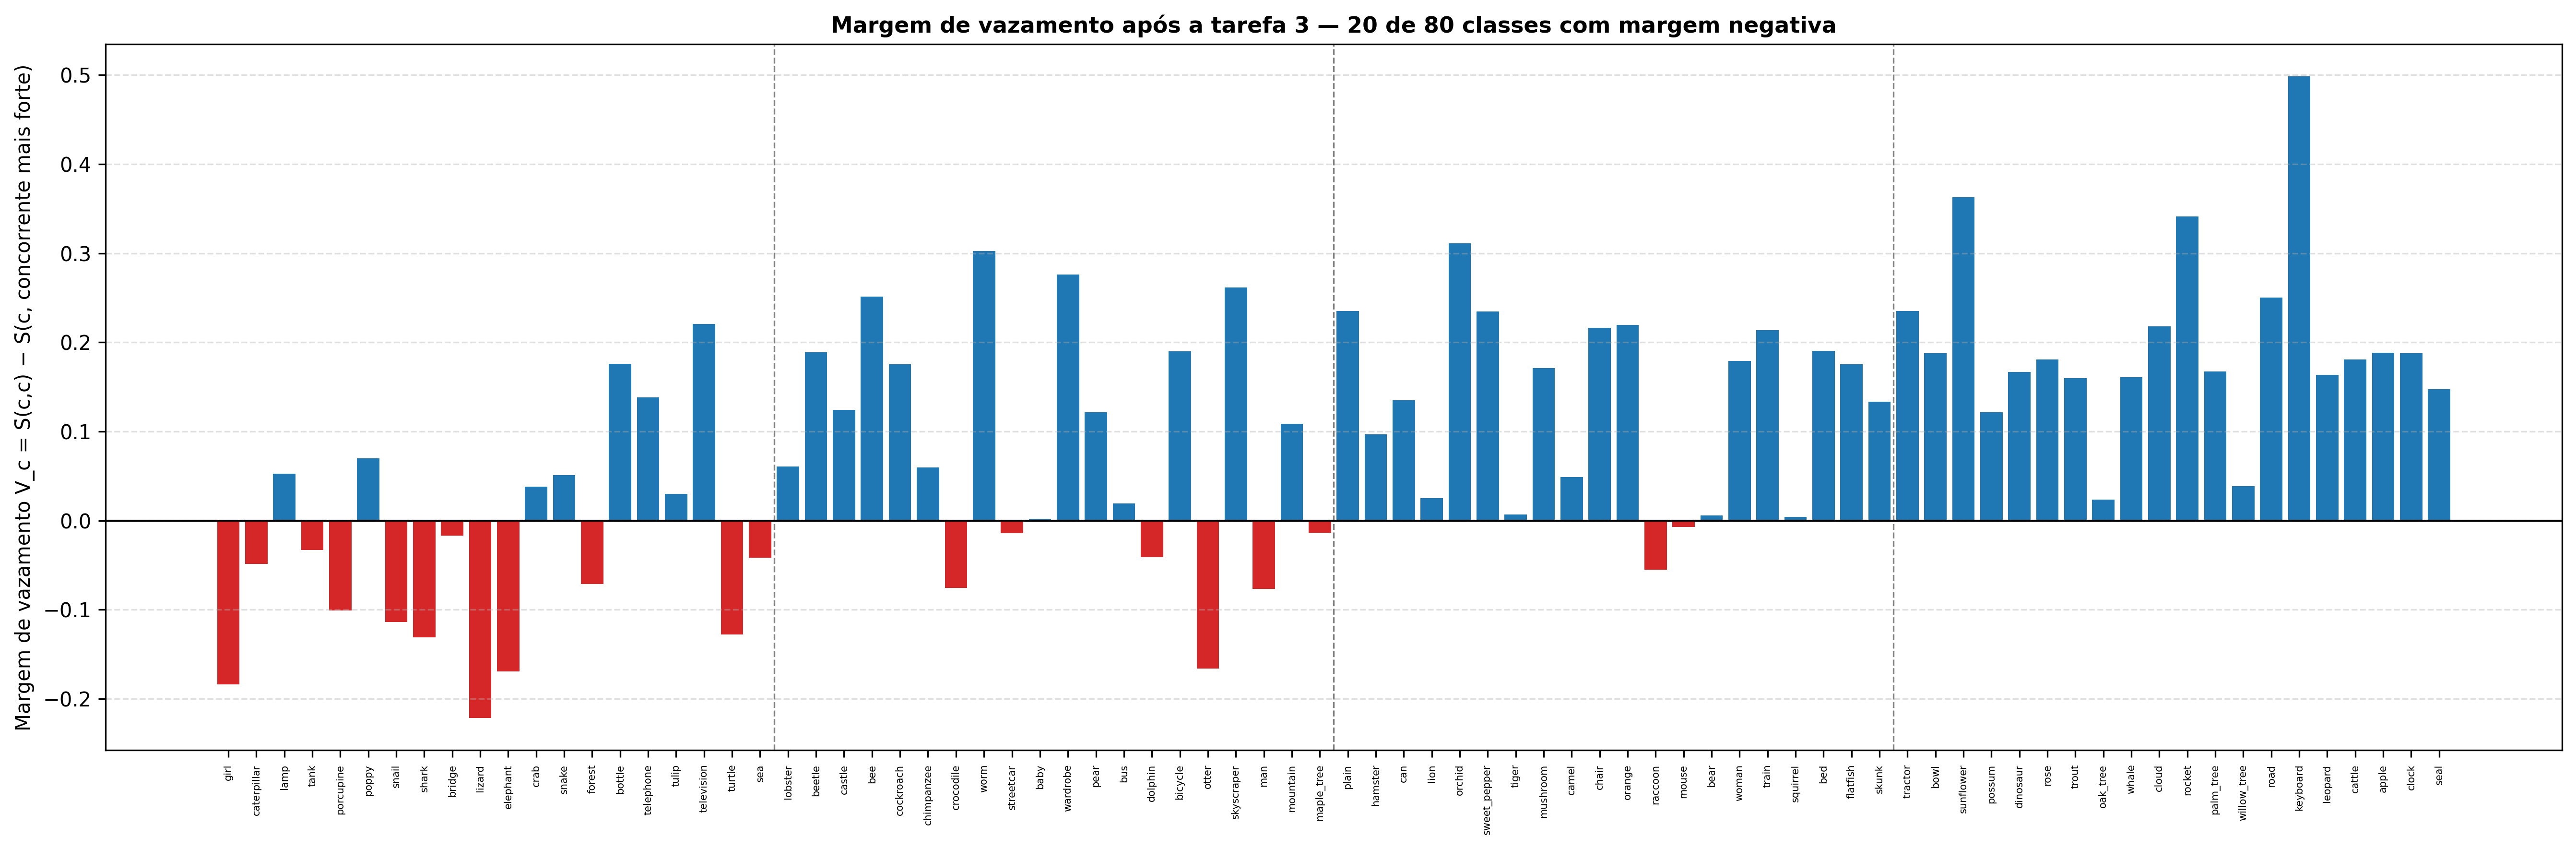 Margem de vazamento após a tarefa 3 — 20 de 80 classes com margem negativa
Margem de vazamento V_c = S(c,c) − S(c, concorrente mais forte)
0.5
0.4
0.3
0.2
0.1
0.0
−0.1
−0.2
girl
caterpillar
lamp
tank
porcupine
poppy
snail
shark
bridge
lizard
elephant
crab
snake
forest
bottle
telephone
tulip
television
turtle
sea
lobster
beetle
castle
bee
cockroach
chimpanzee
crocodile
worm
streetcar
baby
wardrobe
pear
bus
dolphin
bicycle
otter
skyscraper
man
mountain
maple_tree
plain
hamster
can
lion
orchid
sweet_pepper
tiger
mushroom
camel
chair
orange
raccoon
mouse
bear
woman
train
squirrel
bed
flatfish
skunk
tractor
bowl
sunflower
possum
dinosaur
rose
trout
oak_tree
whale
cloud
rocket
palm_tree
willow_tree
road
keyboard
leopard
cattle
apple
clock
seal